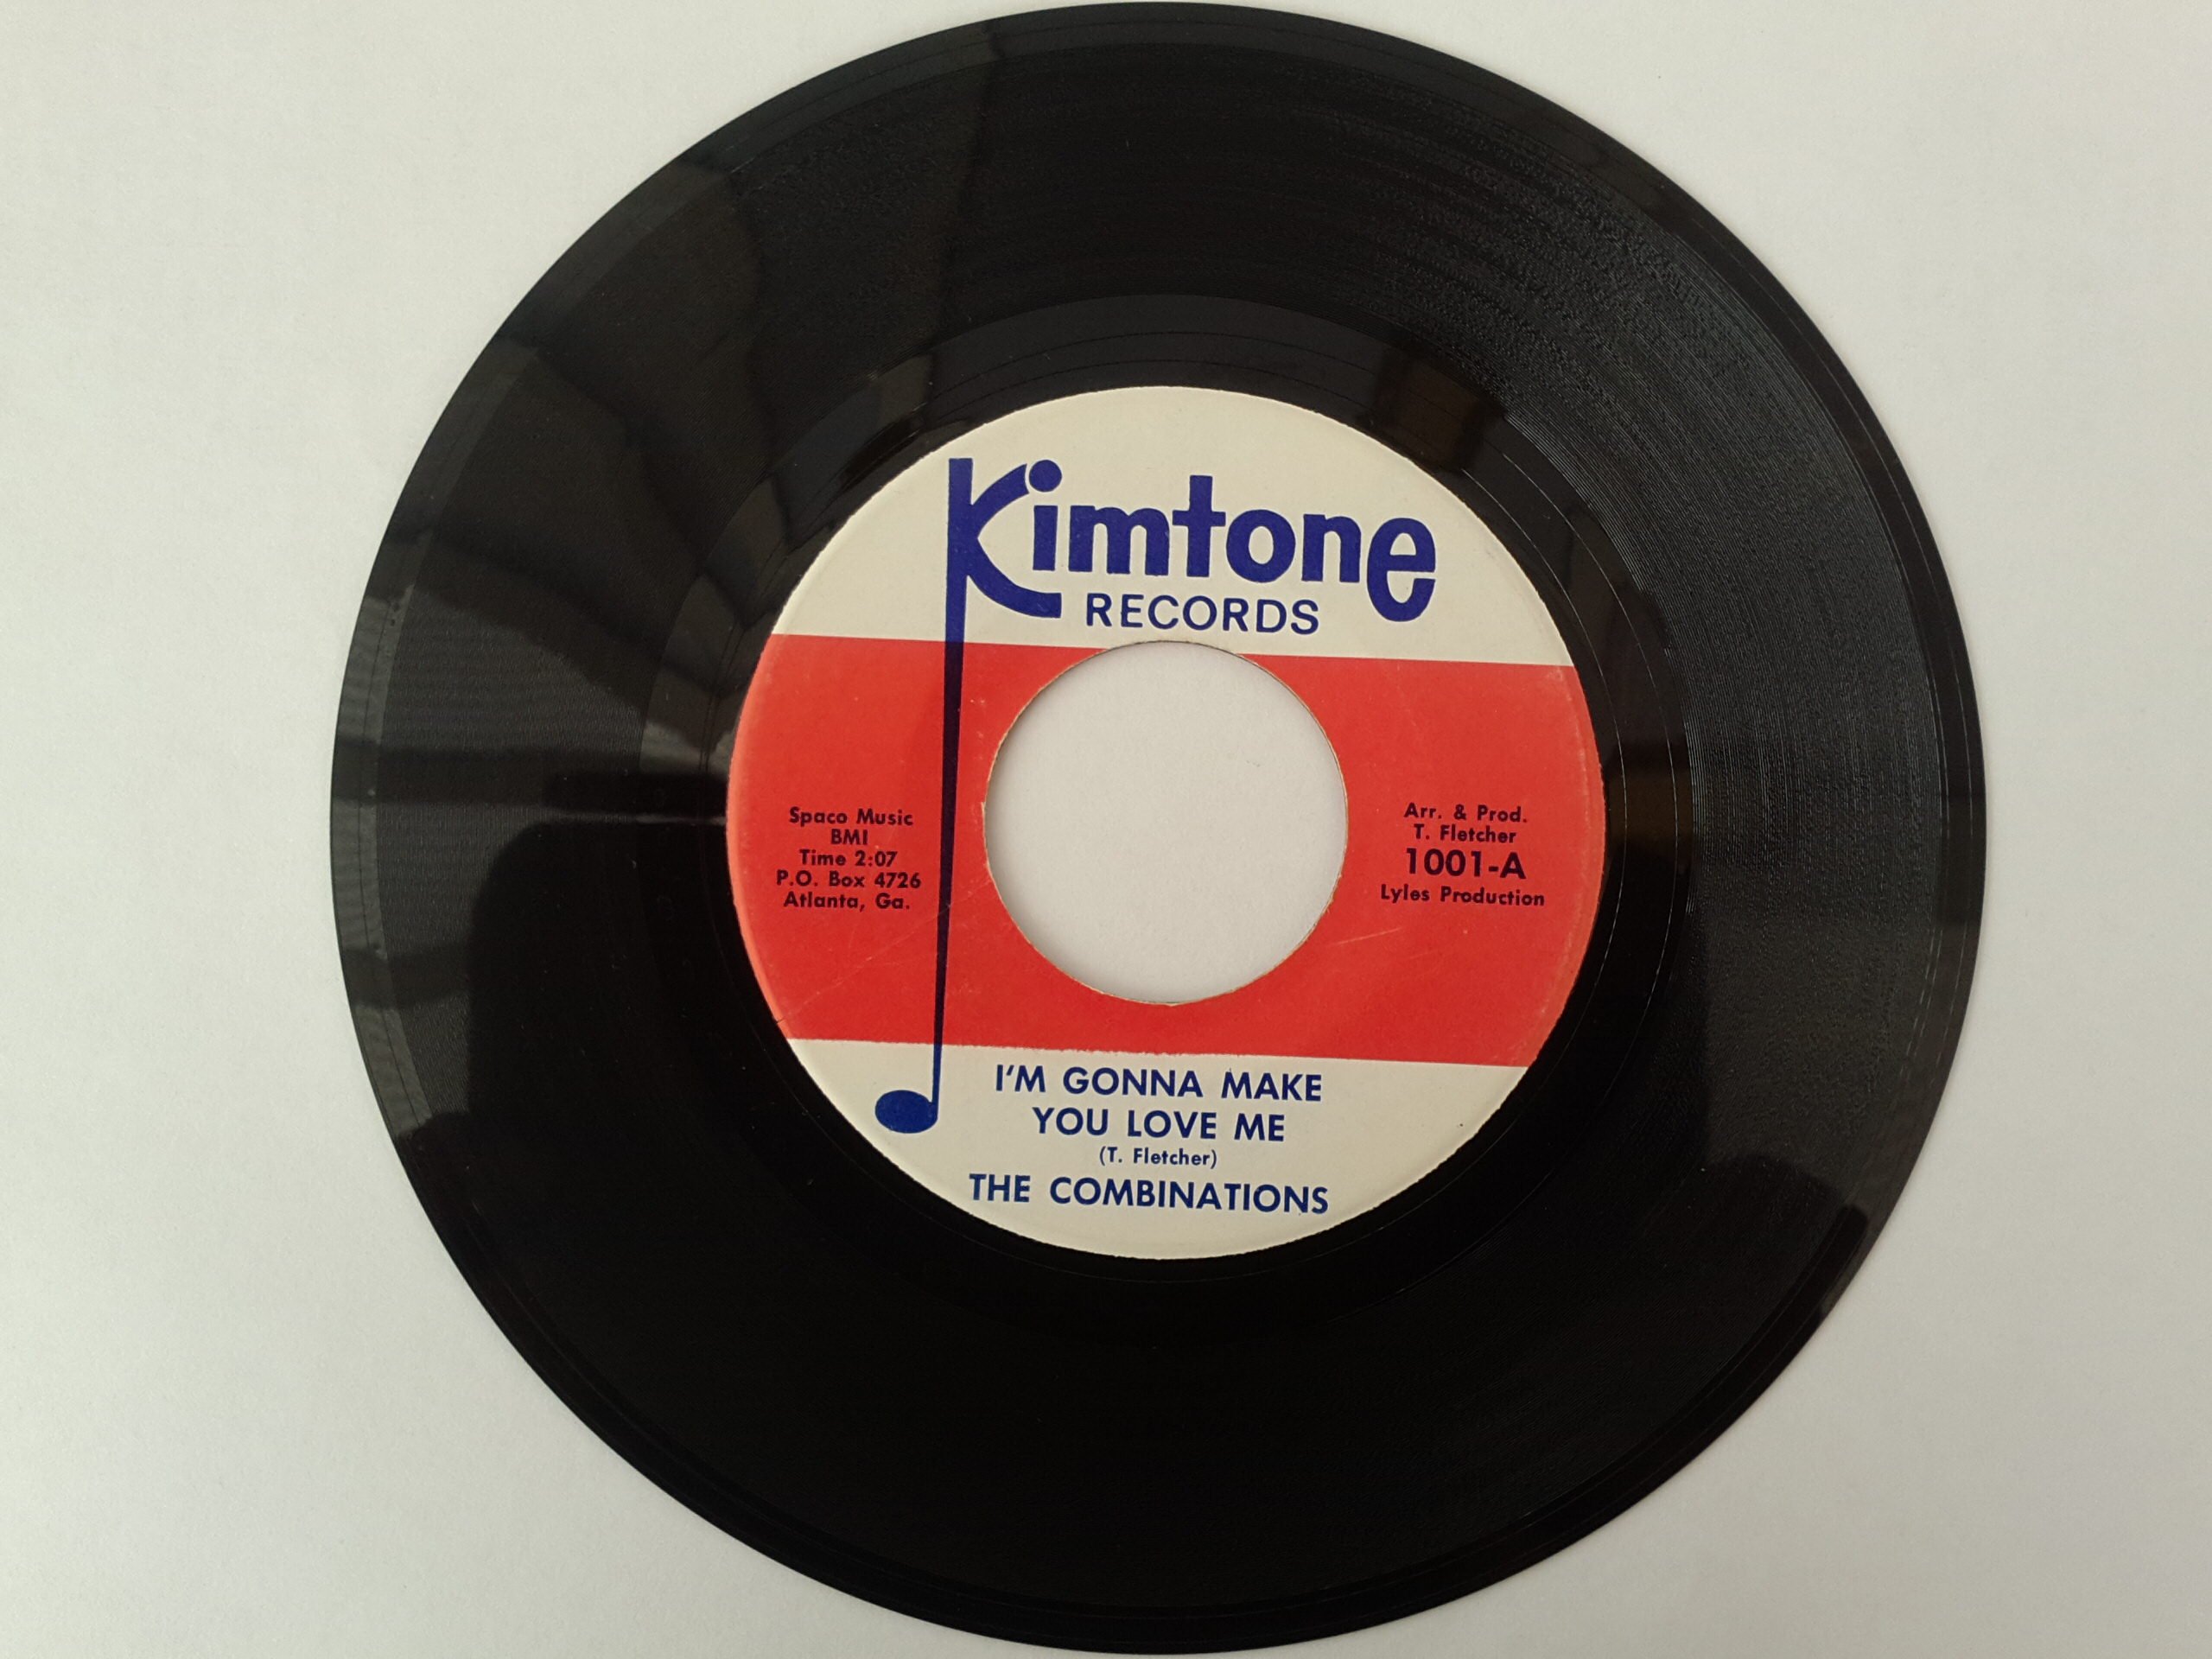 Kimtone
RECORDS
Spaco Music
BMI
Time 2:07
P.O. Box 4726
Atlanta, Ga.
Arr. & Prod.
T. Fletcher
1001-A
Lyles Production
I'M GONNA MAKE
YOU LOVE ME
(T. Fletcher)
THE COMBINATIONS